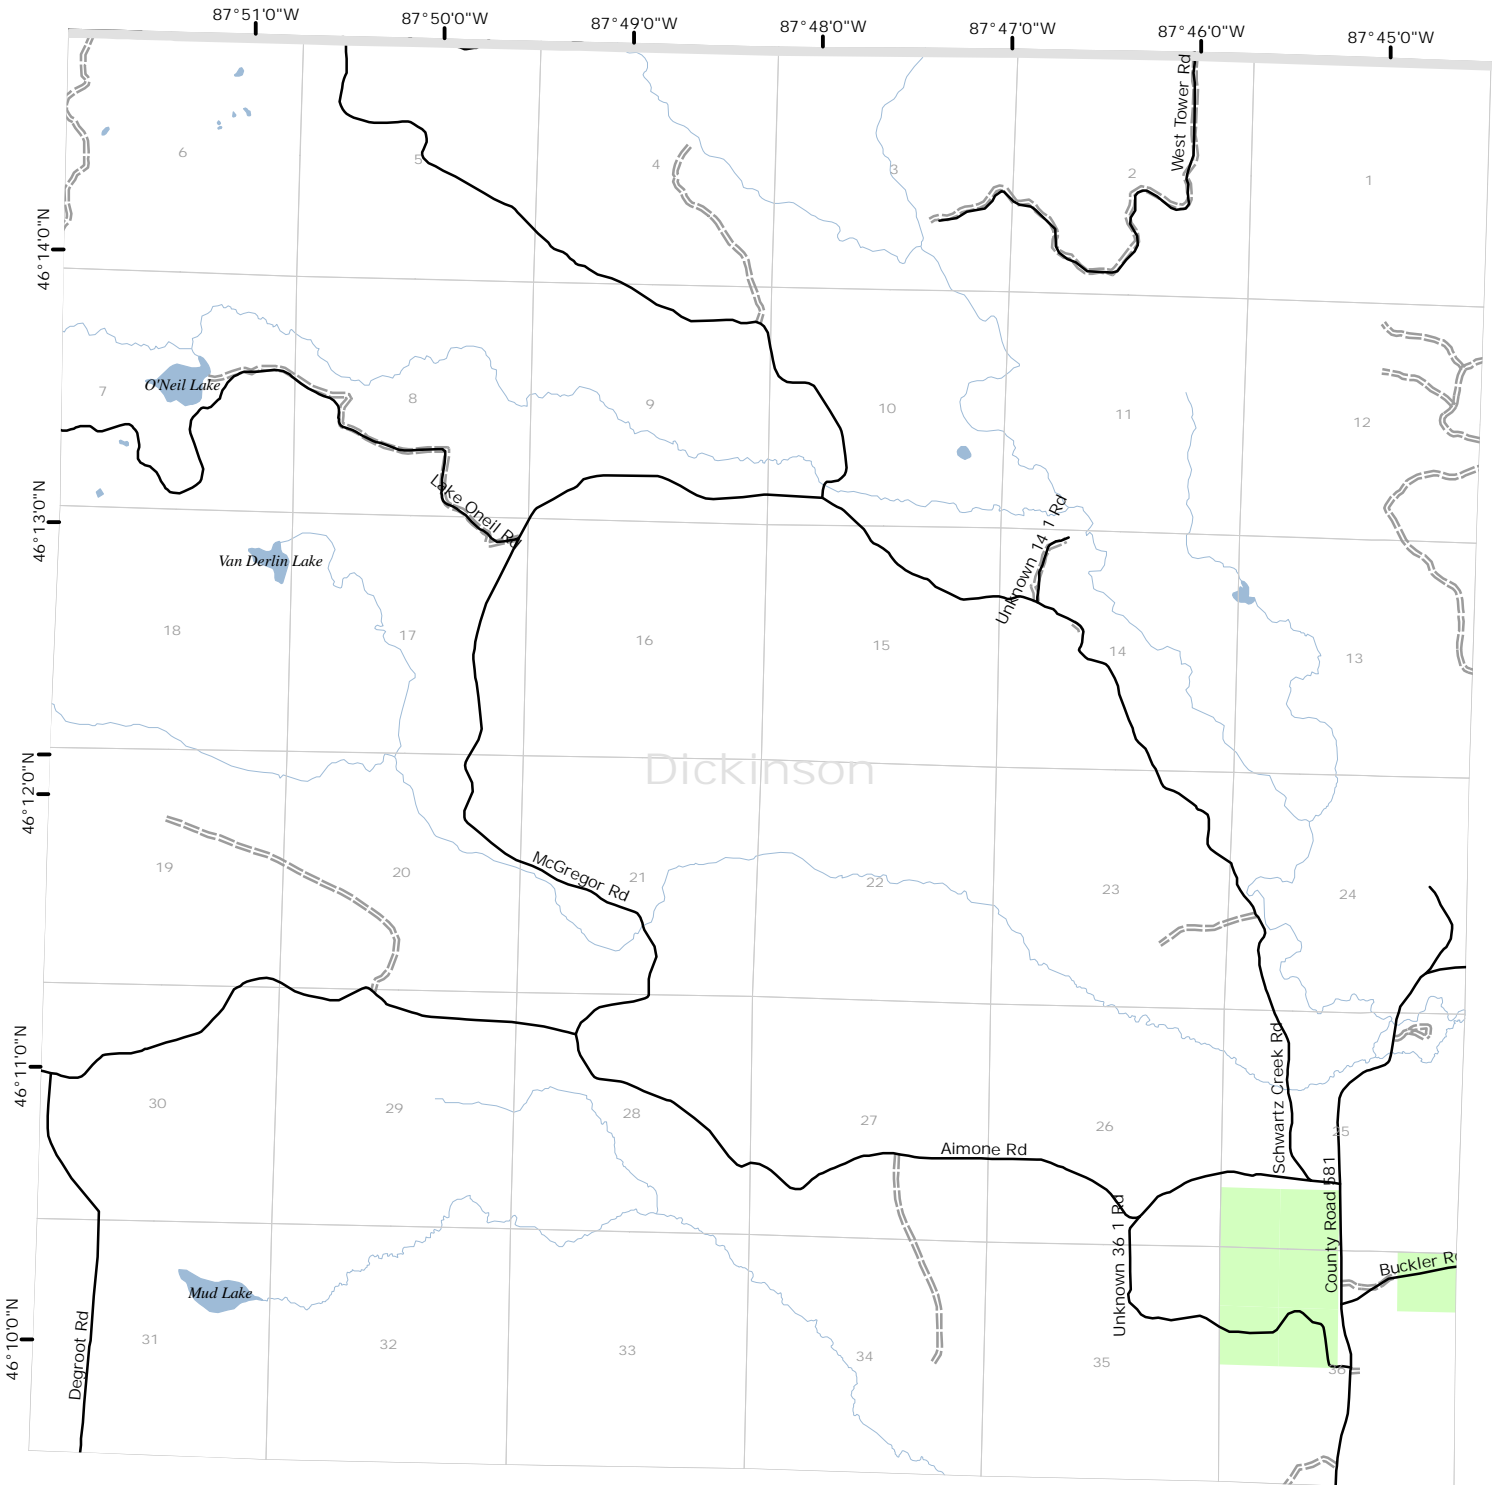 87°51'0"W
87°50'0"W
87°49'0"W
87°48'0"W
87°47'0"W
87°46'0"W
87°45'0"W
West Tower Rd
6
5
4
3
2
1
46°14'0"N
O'Neil Lake
7
8
9
10
11
12
46°13'0"N
Lake Oneil Rd
Unknown 14 1 Rd
Van Derlin Lake
18
17
16
15
14
13
Dickinson
46°12'0"N
McGregor Rd
19
20
21
22
23
24
46°11'0"N
Schwartz Creek Rd
30
29
28
27
26
25
Aimone Rd
Unknown 36 1 Rd
County Road 581
Buckler Rd
Mud Lake
46°10'0"N
Degroot Rd
31
32
33
34
35
36